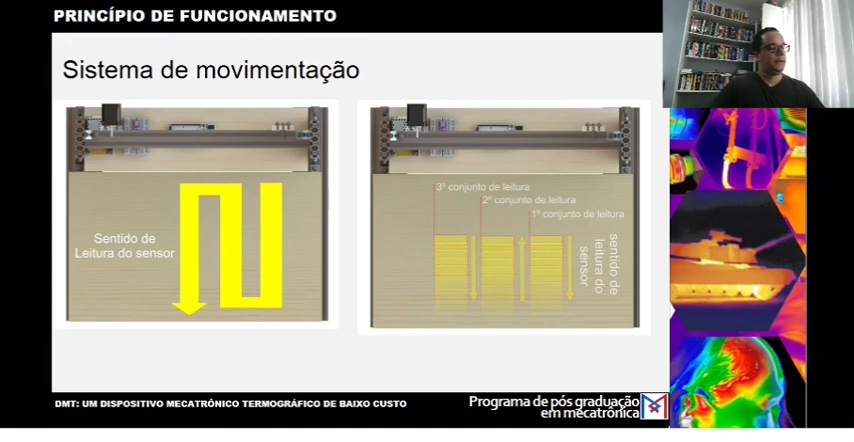 PRINCÍPIO DE FUNCIONAMENTO
Sistema de movimentação
Sentido de
Leitura do sensor
3º conjunto de leitura
2º conjunto de leitura
1º conjunto de leitura
sentido de
leitura do
sensor
DMT: UM DISPOSITIVO MECATRÔNICO TERMOGRÁFICO DE BAIXO CUSTO
Programa de pós graduação
em mecatrônica